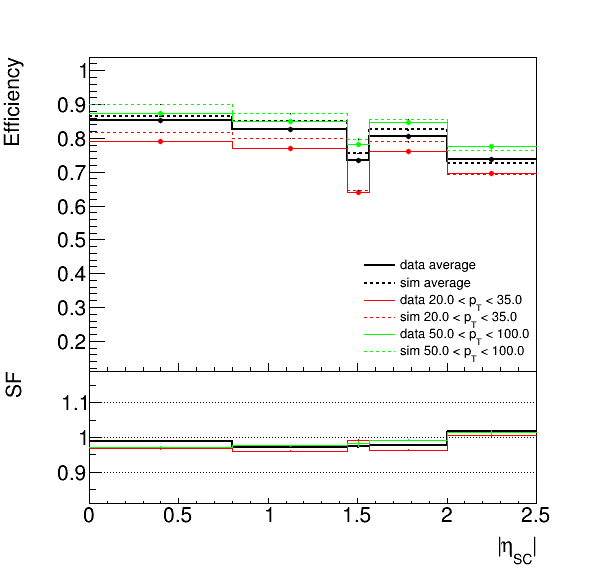 Efficiency
1
0.9
0.8
0.7
0.6
0.5
0.4
0.3
0.2
data average
sim average
data 20.0 < p_T < 35.0
sim 20.0 < p_T < 35.0
data 50.0 < p_T < 100.0
sim 50.0 < p_T < 100.0
SF
1.1
1
0.9
0 0.5 1 1.5 2 2.5
|η_SC|